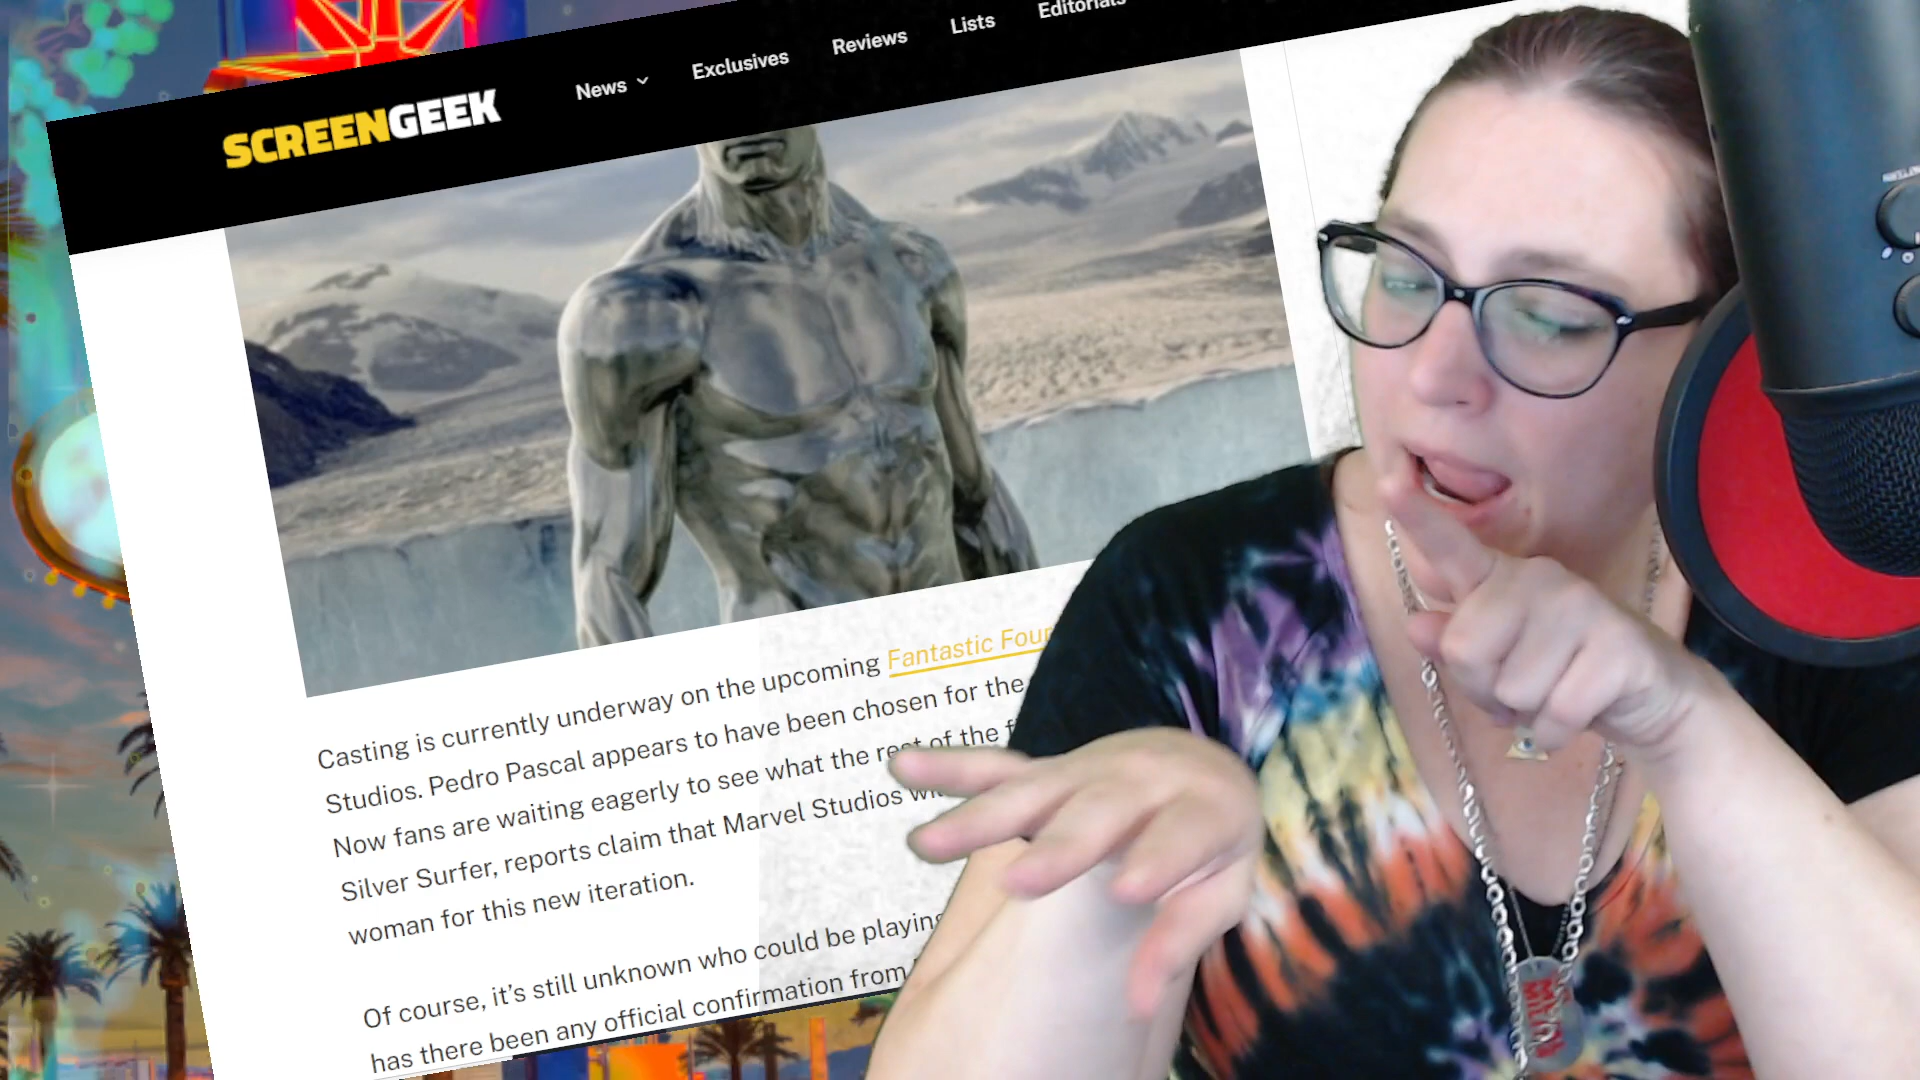 SCREENGEEK
News
Exclusives
Reviews
Lists
Editorials
Casting is currently underway on the upcoming Fantastic Four
Studios. Pedro Pascal appears to have been chosen for the
Now fans are waiting eagerly to see what the rest of the
Silver Surfer, reports claim that Marvel Studios
woman for this new iteration.
Of course, it's still unknown who could be playing
has there been any official confirmation from